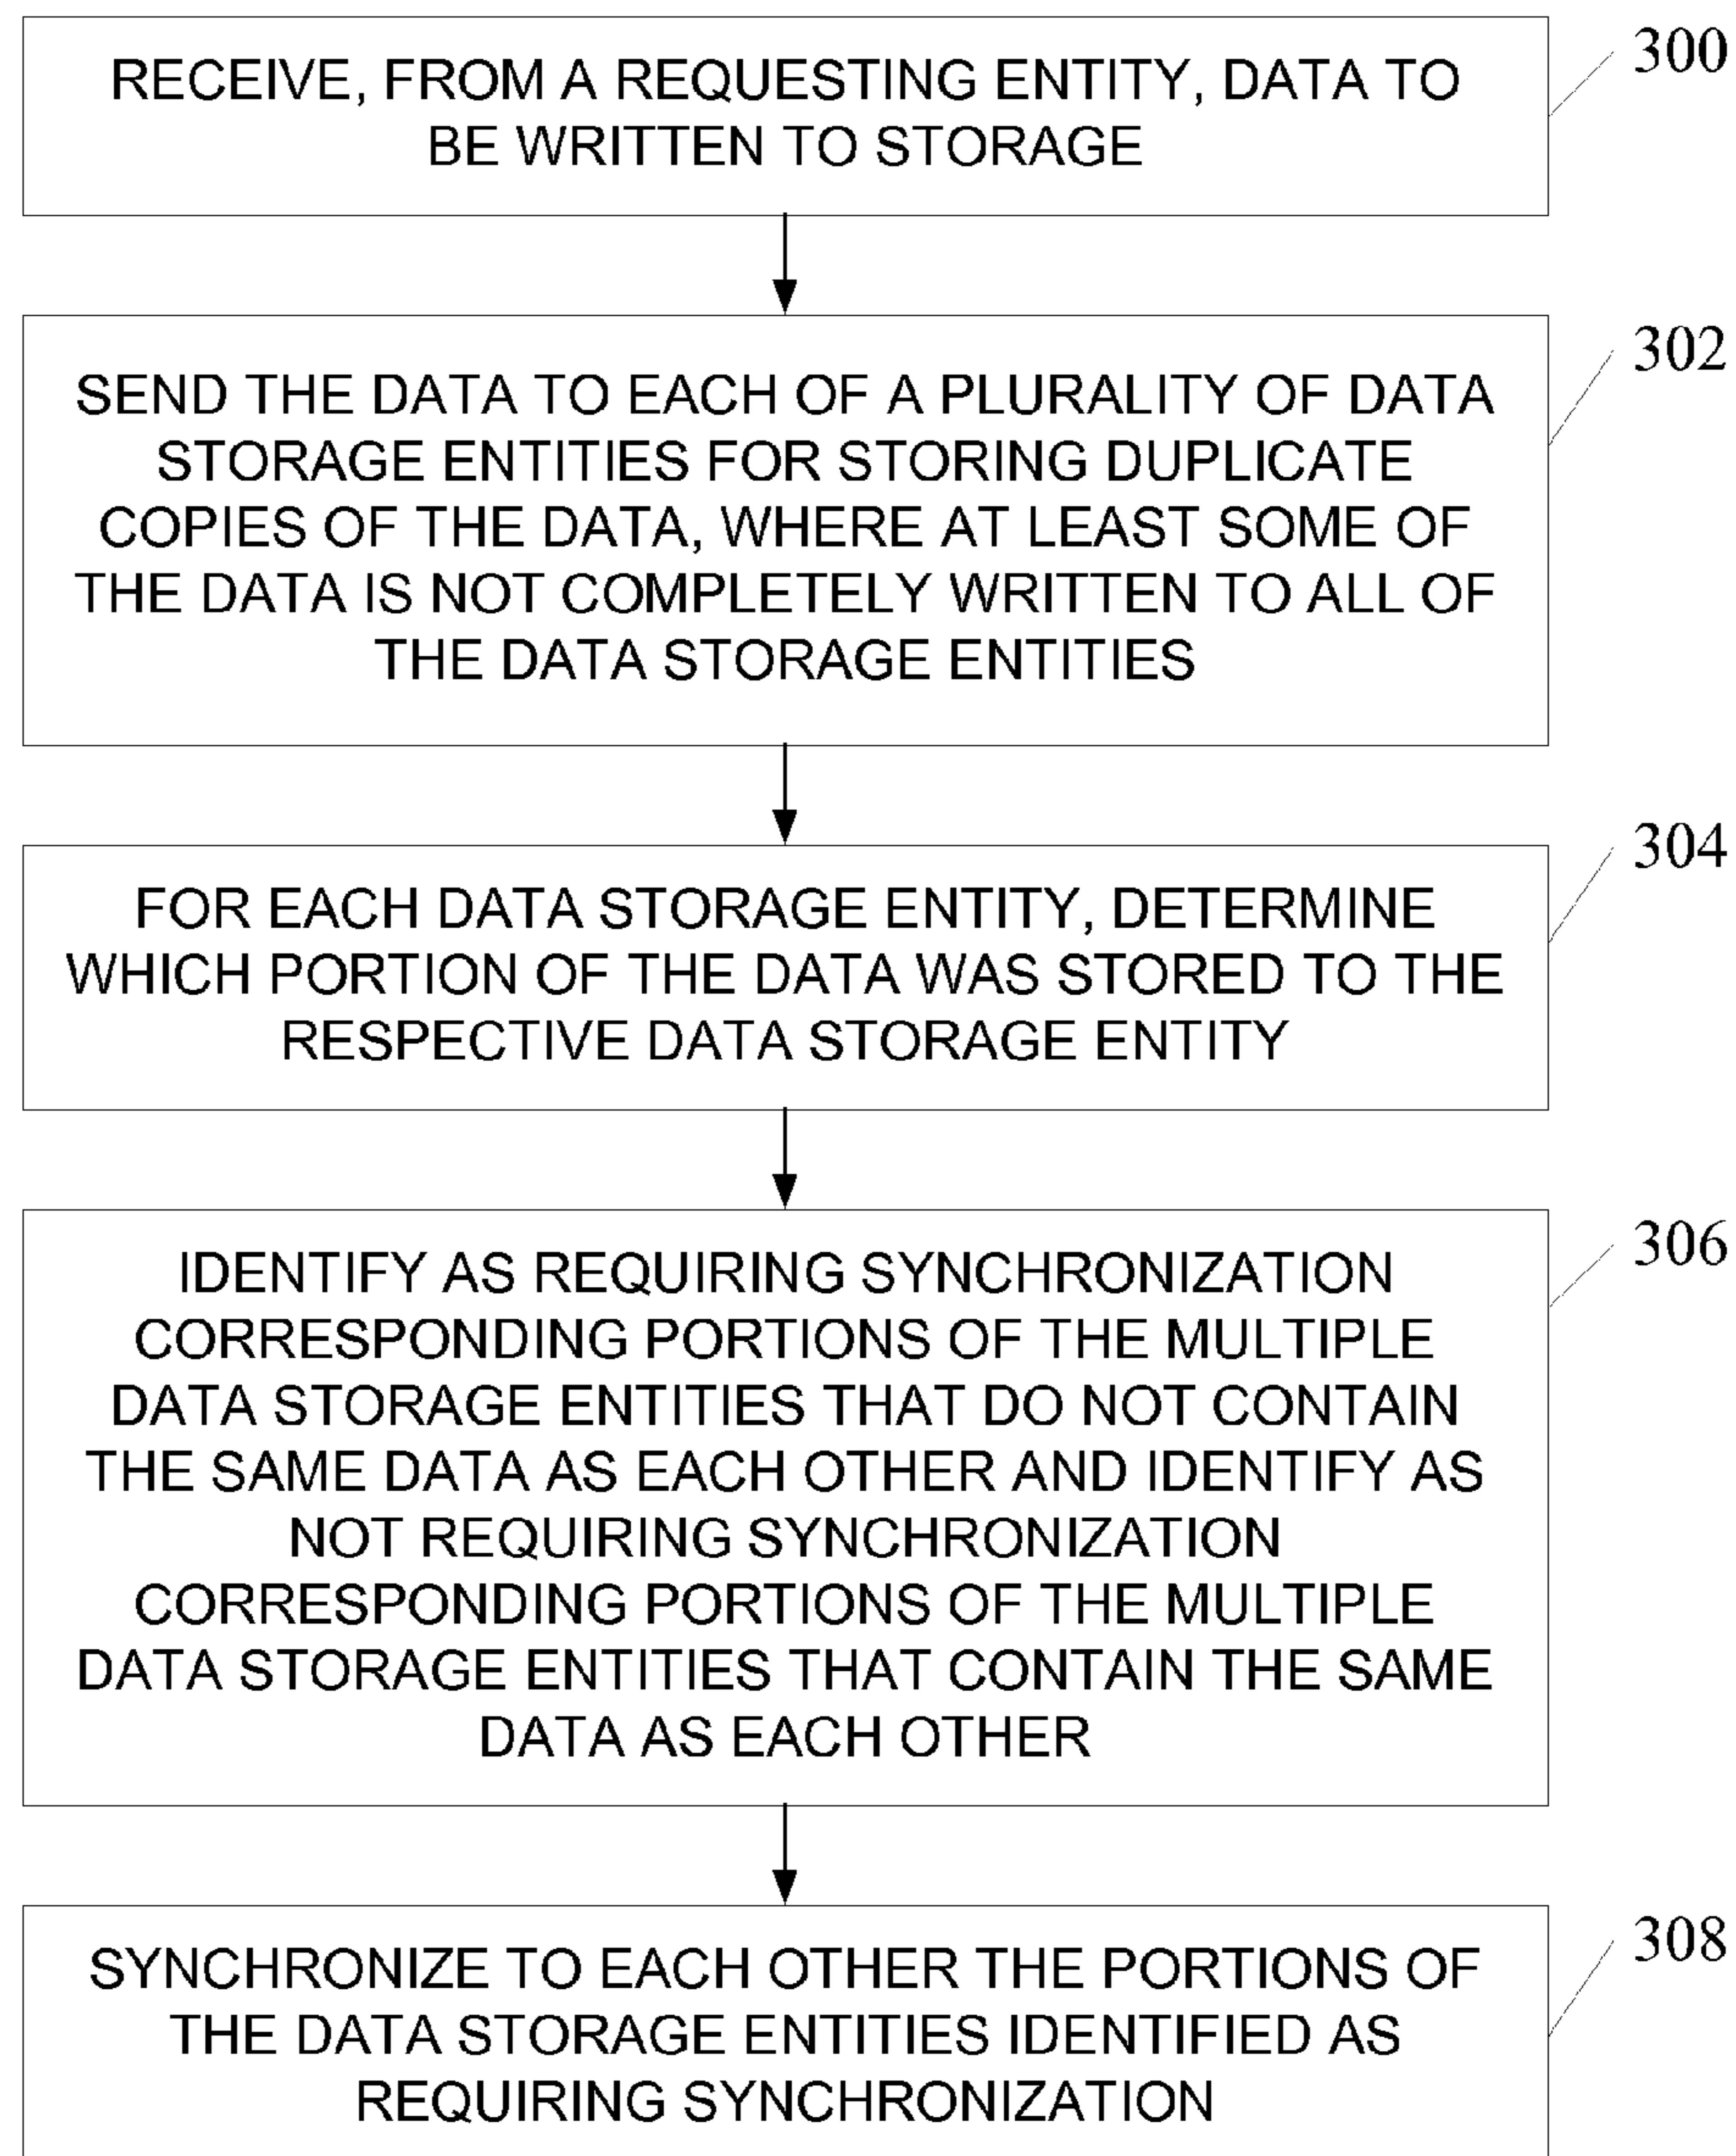 RECEIVE, FROM A REQUESTING ENTITY, DATA TO
BE WRITTEN TO STORAGE
300
SEND THE DATA TO EACH OF A PLURALITY OF DATA
STORAGE ENTITIES FOR STORING DUPLICATE
COPIES OF THE DATA, WHERE AT LEAST SOME OF
THE DATA IS NOT COMPLETELY WRITTEN TO ALL OF
THE DATA STORAGE ENTITIES
302
FOR EACH DATA STORAGE ENTITY, DETERMINE
WHICH PORTION OF THE DATA WAS STORED TO THE
RESPECTIVE DATA STORAGE ENTITY
304
IDENTIFY AS REQUIRING SYNCHRONIZATION
CORRESPONDING PORTIONS OF THE MULTIPLE
DATA STORAGE ENTITIES THAT DO NOT CONTAIN
THE SAME DATA AS EACH OTHER AND IDENTIFY AS
NOT REQUIRING SYNCHRONIZATION
CORRESPONDING PORTIONS OF THE MULTIPLE
DATA STORAGE ENTITIES THAT CONTAIN THE SAME
DATA AS EACH OTHER
306
SYNCHRONIZE TO EACH OTHER THE PORTIONS OF
THE DATA STORAGE ENTITIES IDENTIFIED AS
REQUIRING SYNCHRONIZATION
308